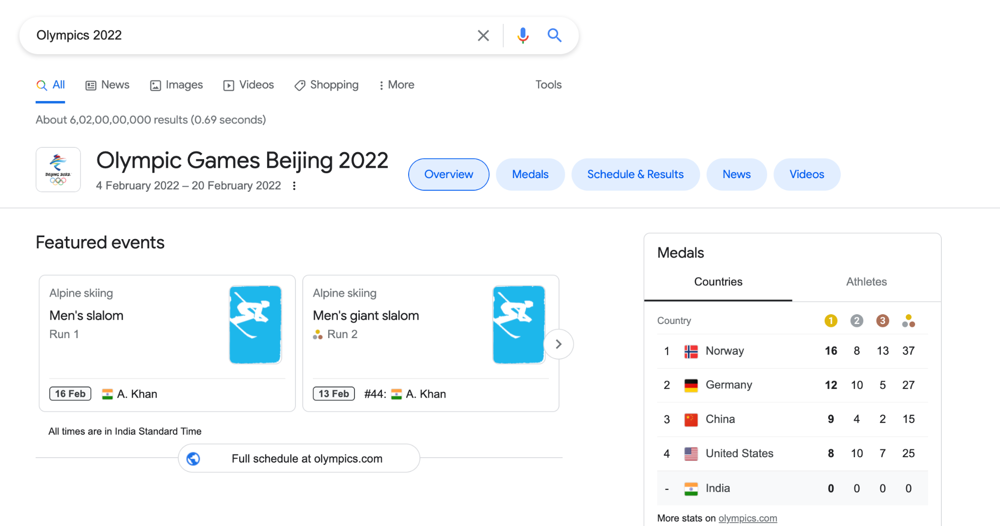 Olympics 2022
All News Images Videos Shopping More Tools
About 6,02,00,00,000 results (0.69 seconds)
BEIJING 2022
Olympic Games Beijing 2022
4 February 2022 – 20 February 2022
Overview Medals Schedule & Results News Videos
Featured events
Alpine skiing
Men's slalom
Run 1
16 Feb A. Khan
Alpine skiing
Men's giant slalom
Run 2
13 Feb #44: A. Khan
All times are in India Standard Time
Full schedule at olympics.com
Medals
Countries Athletes
Country 1 2 3
1 Norway 16 8 13 37
2 Germany 12 10 5 27
3 China 9 4 2 15
4 United States 8 10 7 25
- India 0 0 0 0
More stats on olympics.com